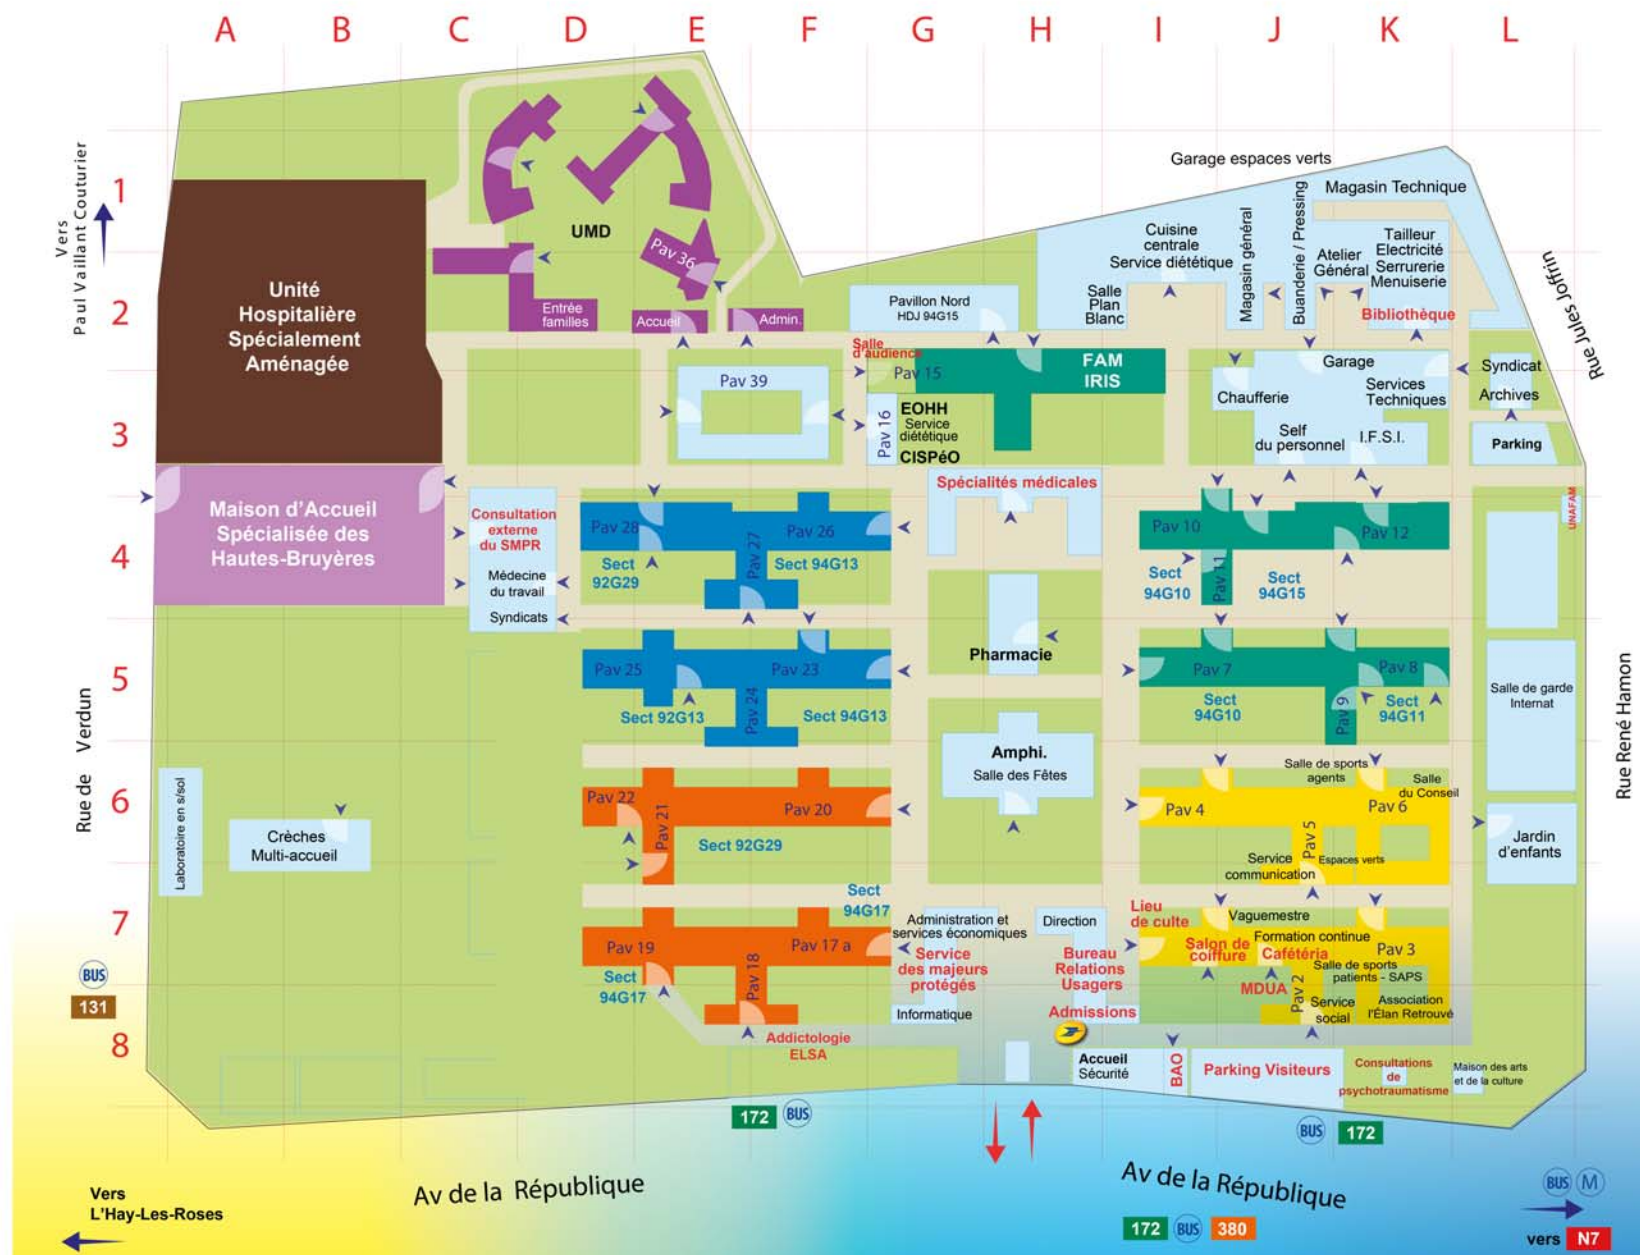 A B C D E F G H I J K L
1
2
3
4
5
6
7
8
Vers
Paul Vaillant Couturier
Rue de Verdun
Rue Jules Joffrin
Rue René Hamon
Garage espaces verts
UMD
Pav 36
Entrée
familles
Accueil
Admin.
Unité
Hospitalière
Spécialement
Aménagée
Maison d'Accueil
Spécialisée des
Hautes-Bruyères
Pavillon Nord
HDJ 94G15
Cuisine
centrale
Service diététique
Salle
Plan
Blanc
Magasin général
Buanderie / Pressing
Magasin Technique
Atelier
Général
Tailleur
Electricité
Serrurerie
Menuiserie
Bibliothèque
Salle
d'audience
Pav 15
FAM
IRIS
Pav 39
Pav 16
EOHH
Service
diététique
CISPéO
Garage
Chaufferie
Services
Techniques
Self
du personnel
I.F.S.I.
Syndicat
Archives
Parking
UNAFAM
Consultation
externe
du SMPR
Médecine
du travail
Syndicats
Pav 28
Pav 27
Pav 26
Sect
92G29
Sect 94G13
Spécialités médicales
Pav 10
Pav 11
Pav 12
Sect
94G10
Sect
94G15
Pharmacie
Pav 25
Pav 24
Pav 23
Sect 92G13
Sect 94G13
Pav 7
Pav 8
Pav 9
Sect
94G10
Sect
94G11
Salle de garde
Internat
Amphi.
Salle des Fêtes
Laboratoire en s/sol
Crèches
Multi-accueil
Pav 22
Pav 21
Pav 20
Sect 92G29
Salle de sports
agents
Salle
du Conseil
Pav 4
Pav 5
Pav 6
Service
communication
Espaces verts
Jardin
d'enfants
Sect
94G17
Pav 19
Pav 18
Pav 17 a
Sect
94G17
Addictologie
ELSA
Administration et
services économiques
Service
des majeurs
protégés
Informatique
Direction
Bureau
Relations
Usagers
Admissions
Lieu
de culte
Vaguemestre
Salon de
coiffure
Formation continue
Cafétéria
Pav 3
Salle de sports
patients - SAPS
MDUA
Pav 2
Service
social
Association
l'Élan Retrouvé
Accueil
Sécurité
BAO
Parking Visiteurs
Consultations
de
psychotraumatisme
Maison des arts
et de la culture
BUS
131
172 BUS
BUS 172
Av de la République
Av de la République
172 BUS 380
Vers
L'Hay-Les-Roses
BUS M
vers N7